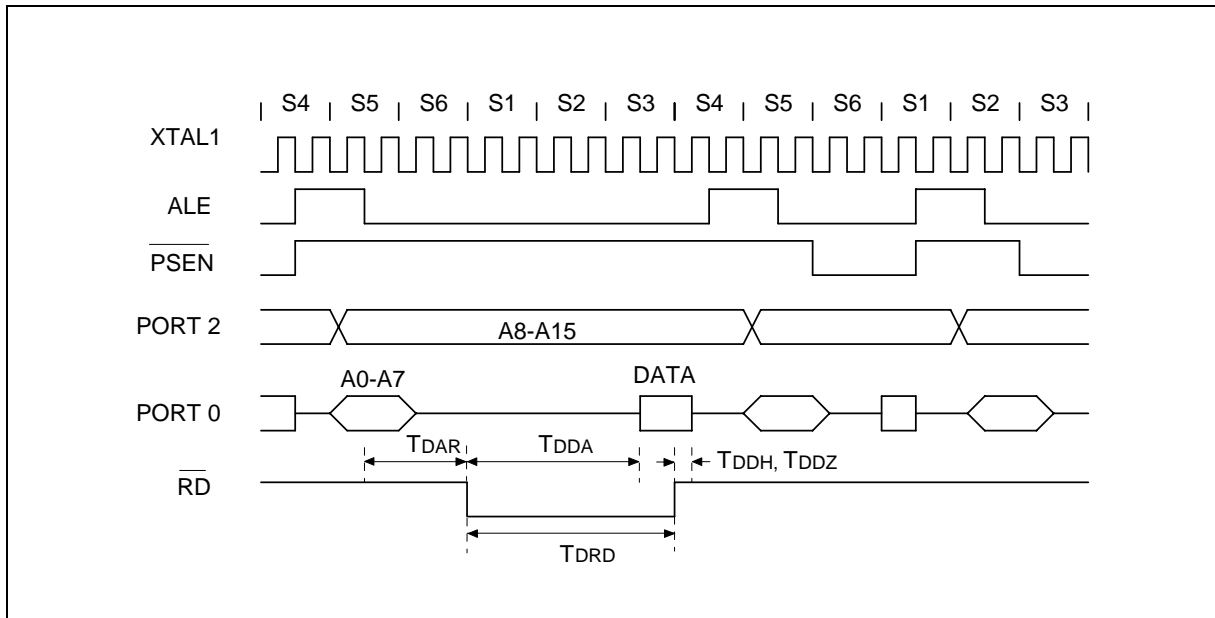 S4 S5 S6 S1 S2 S3 S4 S5 S6 S1 S2 S3
XTAL1
ALE
PSEN
PORT 2
A8-A15
A0-A7
DATA
PORT 0
TDAR
TDDA
TDDH, TDDZ
RD
TDRD